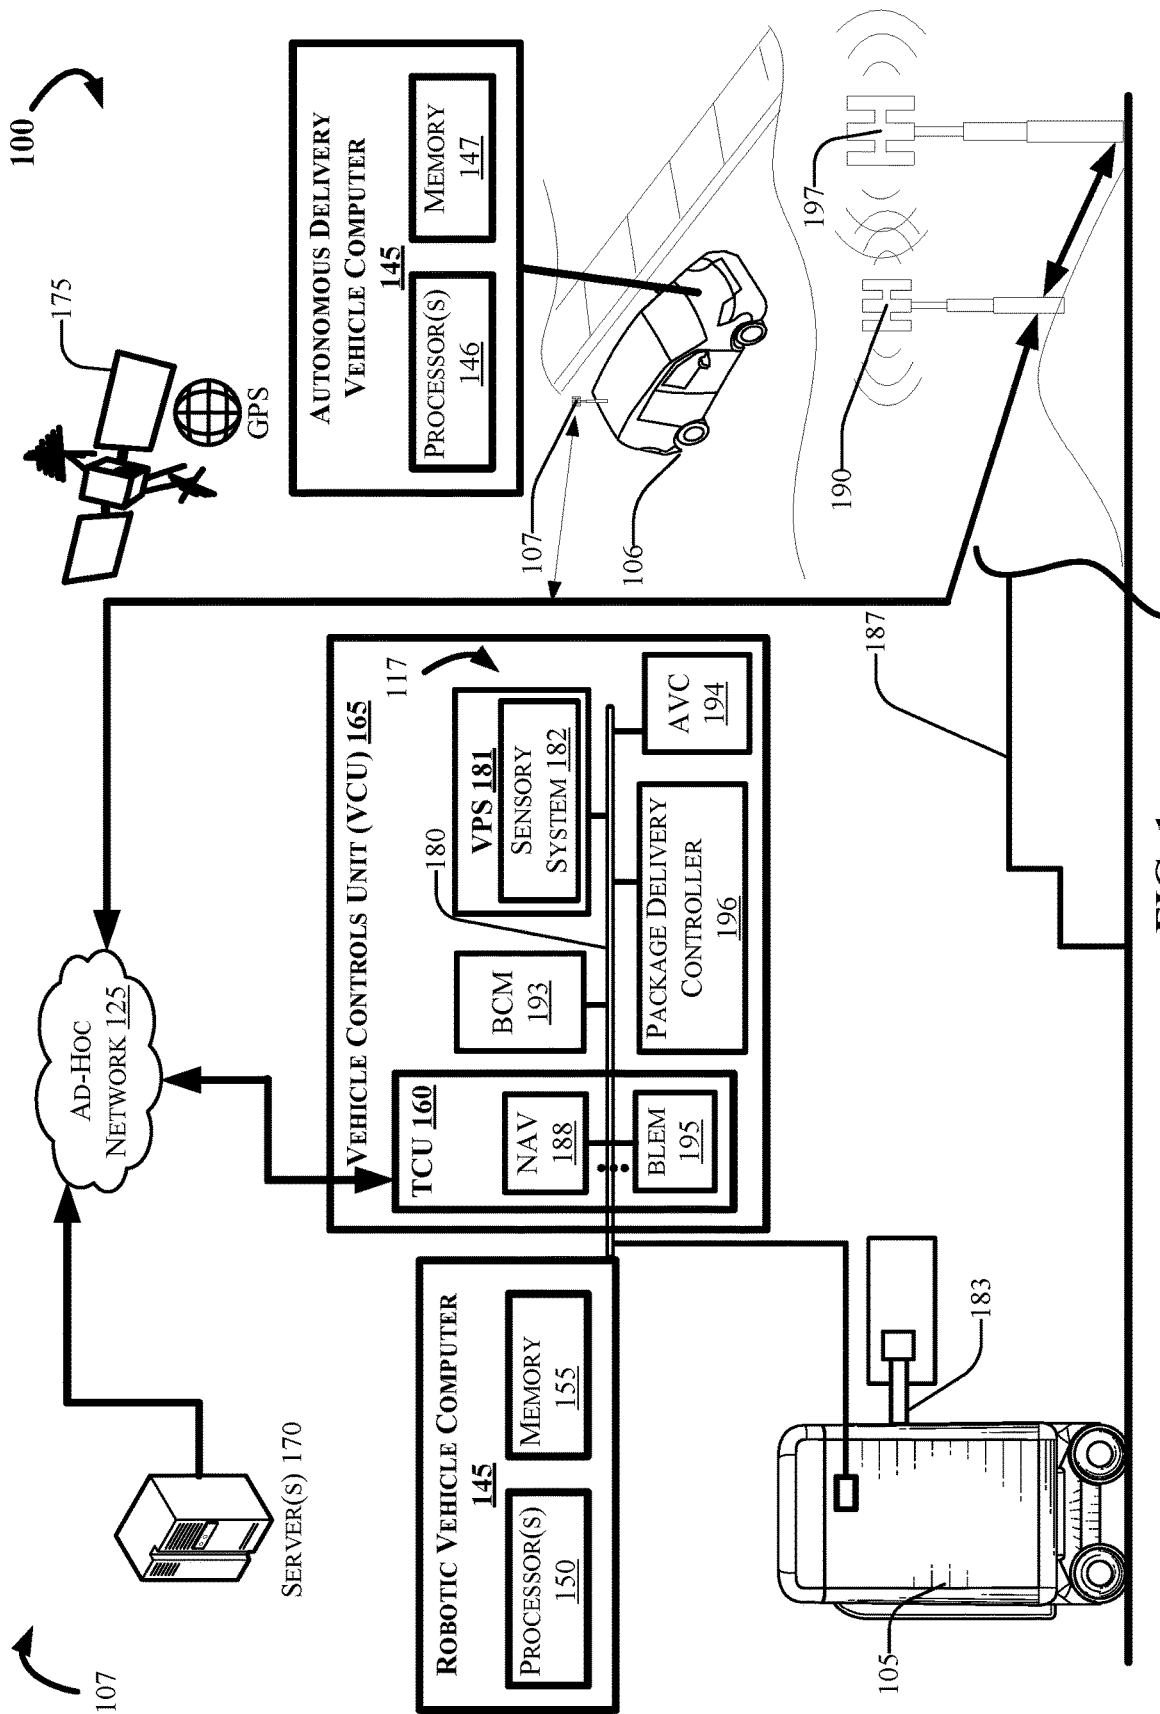 107
100
SERVER(S) 170
AD-HOC
NETWORK 125
175
GPS
ROBOTIC VEHICLE COMPUTER
145
PROCESSOR(S)
150
MEMORY
155
VEHICLE CONTROLS UNIT (VCU) 165
TCU 160
NAV
188
BLEM
195
BCM
193
180
VPS 181
SENSORY
SYSTEM 182
117
PACKAGE DELIVERY
CONTROLLER
196
AVC
194
AUTONOMOUS DELIVERY
VEHICLE COMPUTER
145
PROCESSOR(S)
146
MEMORY
147
107
106
105
183
187
190
197